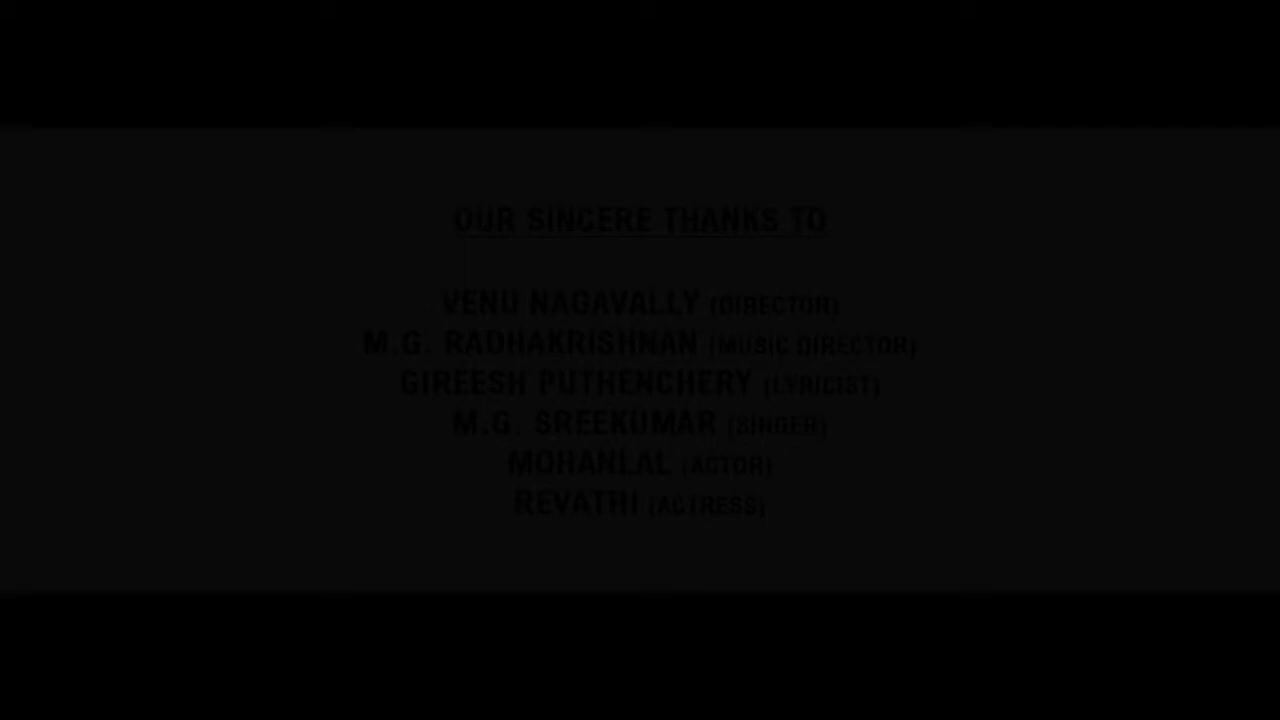 OUR SINCERE THANKS TO
VENU NAGAVALLY (DIRECTOR)
M.G. RADHAKRISHNAN (MUSIC DIRECTOR)
GIREESH PUTHENCHERY (LYRICIST)
M.G. SREEKUMAR (SINGER)
MOHANLAL (ACTOR)
REVATHI (ACTRESS)